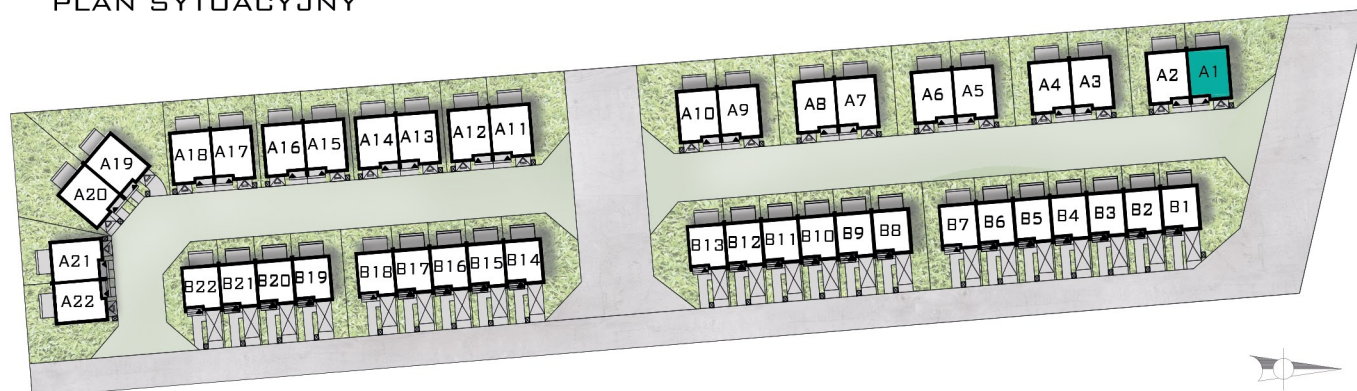 PLAN SYTUACYJNY
A10 A9 A8 A7 A6 A5 A4 A3 A2 A1
A19 A18 A17 A16 A15 A14 A13 A12 A11
A20
B13 B12 B11 B10 B9 B8 B7 B6 B5 B4 B3 B2 B1
A21
B22 B21 B20 B19 B18 B17 B16 B15 B14
A22